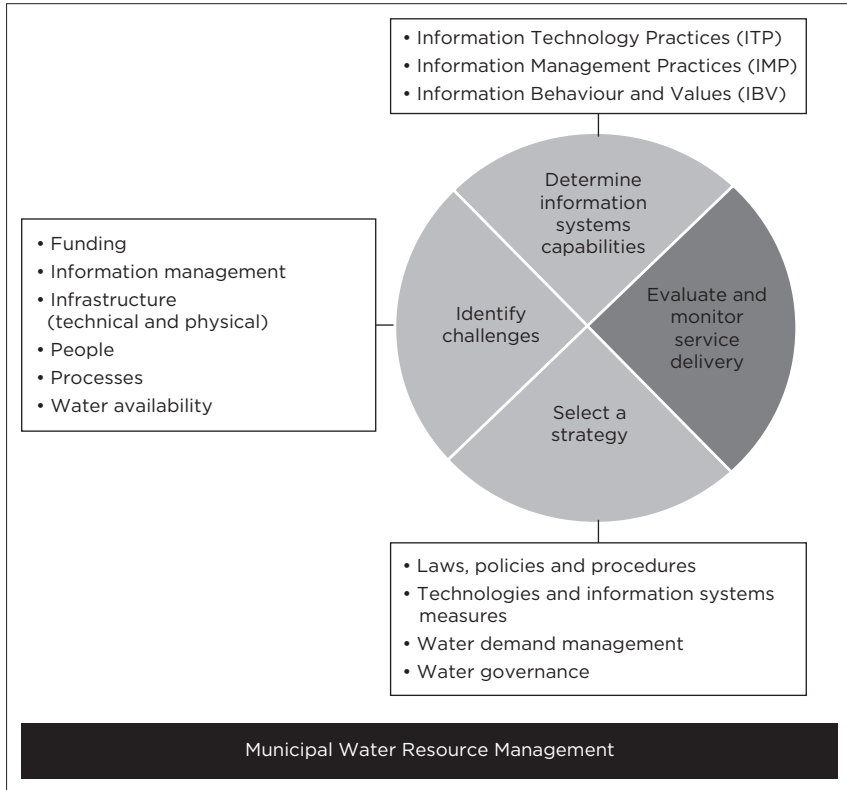 • Information Technology Practices (ITP)
• Information Management Practices (IMP)
• Information Behaviour and Values (IBV)
Determine
information
systems
capabilities
• Funding
• Information management
• Infrastructure
(technical and physical)
• People
• Processes
• Water availability
Identify
challenges
Evaluate and
monitor
service
delivery
Select a
strategy
• Laws, policies and procedures
• Technologies and information systems
measures
• Water demand management
• Water governance
Municipal Water Resource Management